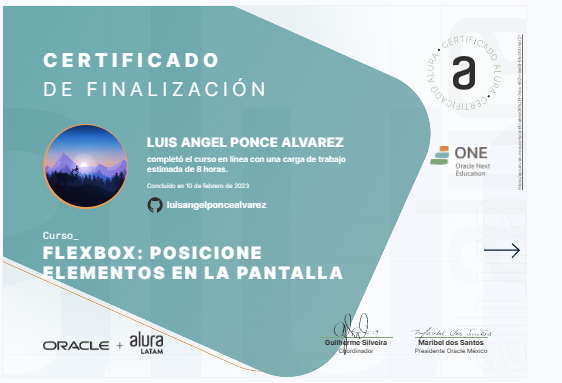 CERTIFICADO
DE FINALIZACIÓN
LUIS ANGEL PONCE ALVAREZ
completó el curso en línea con una carga de trabajo
estimada de 8 horas.
Concluido en 10 de febrero de 2023
luisangelponcealvarez
Curso_
FLEXBOX: POSICIONE
ELEMENTOS EN LA PANTALLA
ORACLE + alura
LATAM
CERTIFICADO ALURA • CERTIFICADO ALURA •
a
ONE
Oracle Next
Education
Guilherme Silveira
Coordinador
Maribel dos Santos
Presidente Oracle México